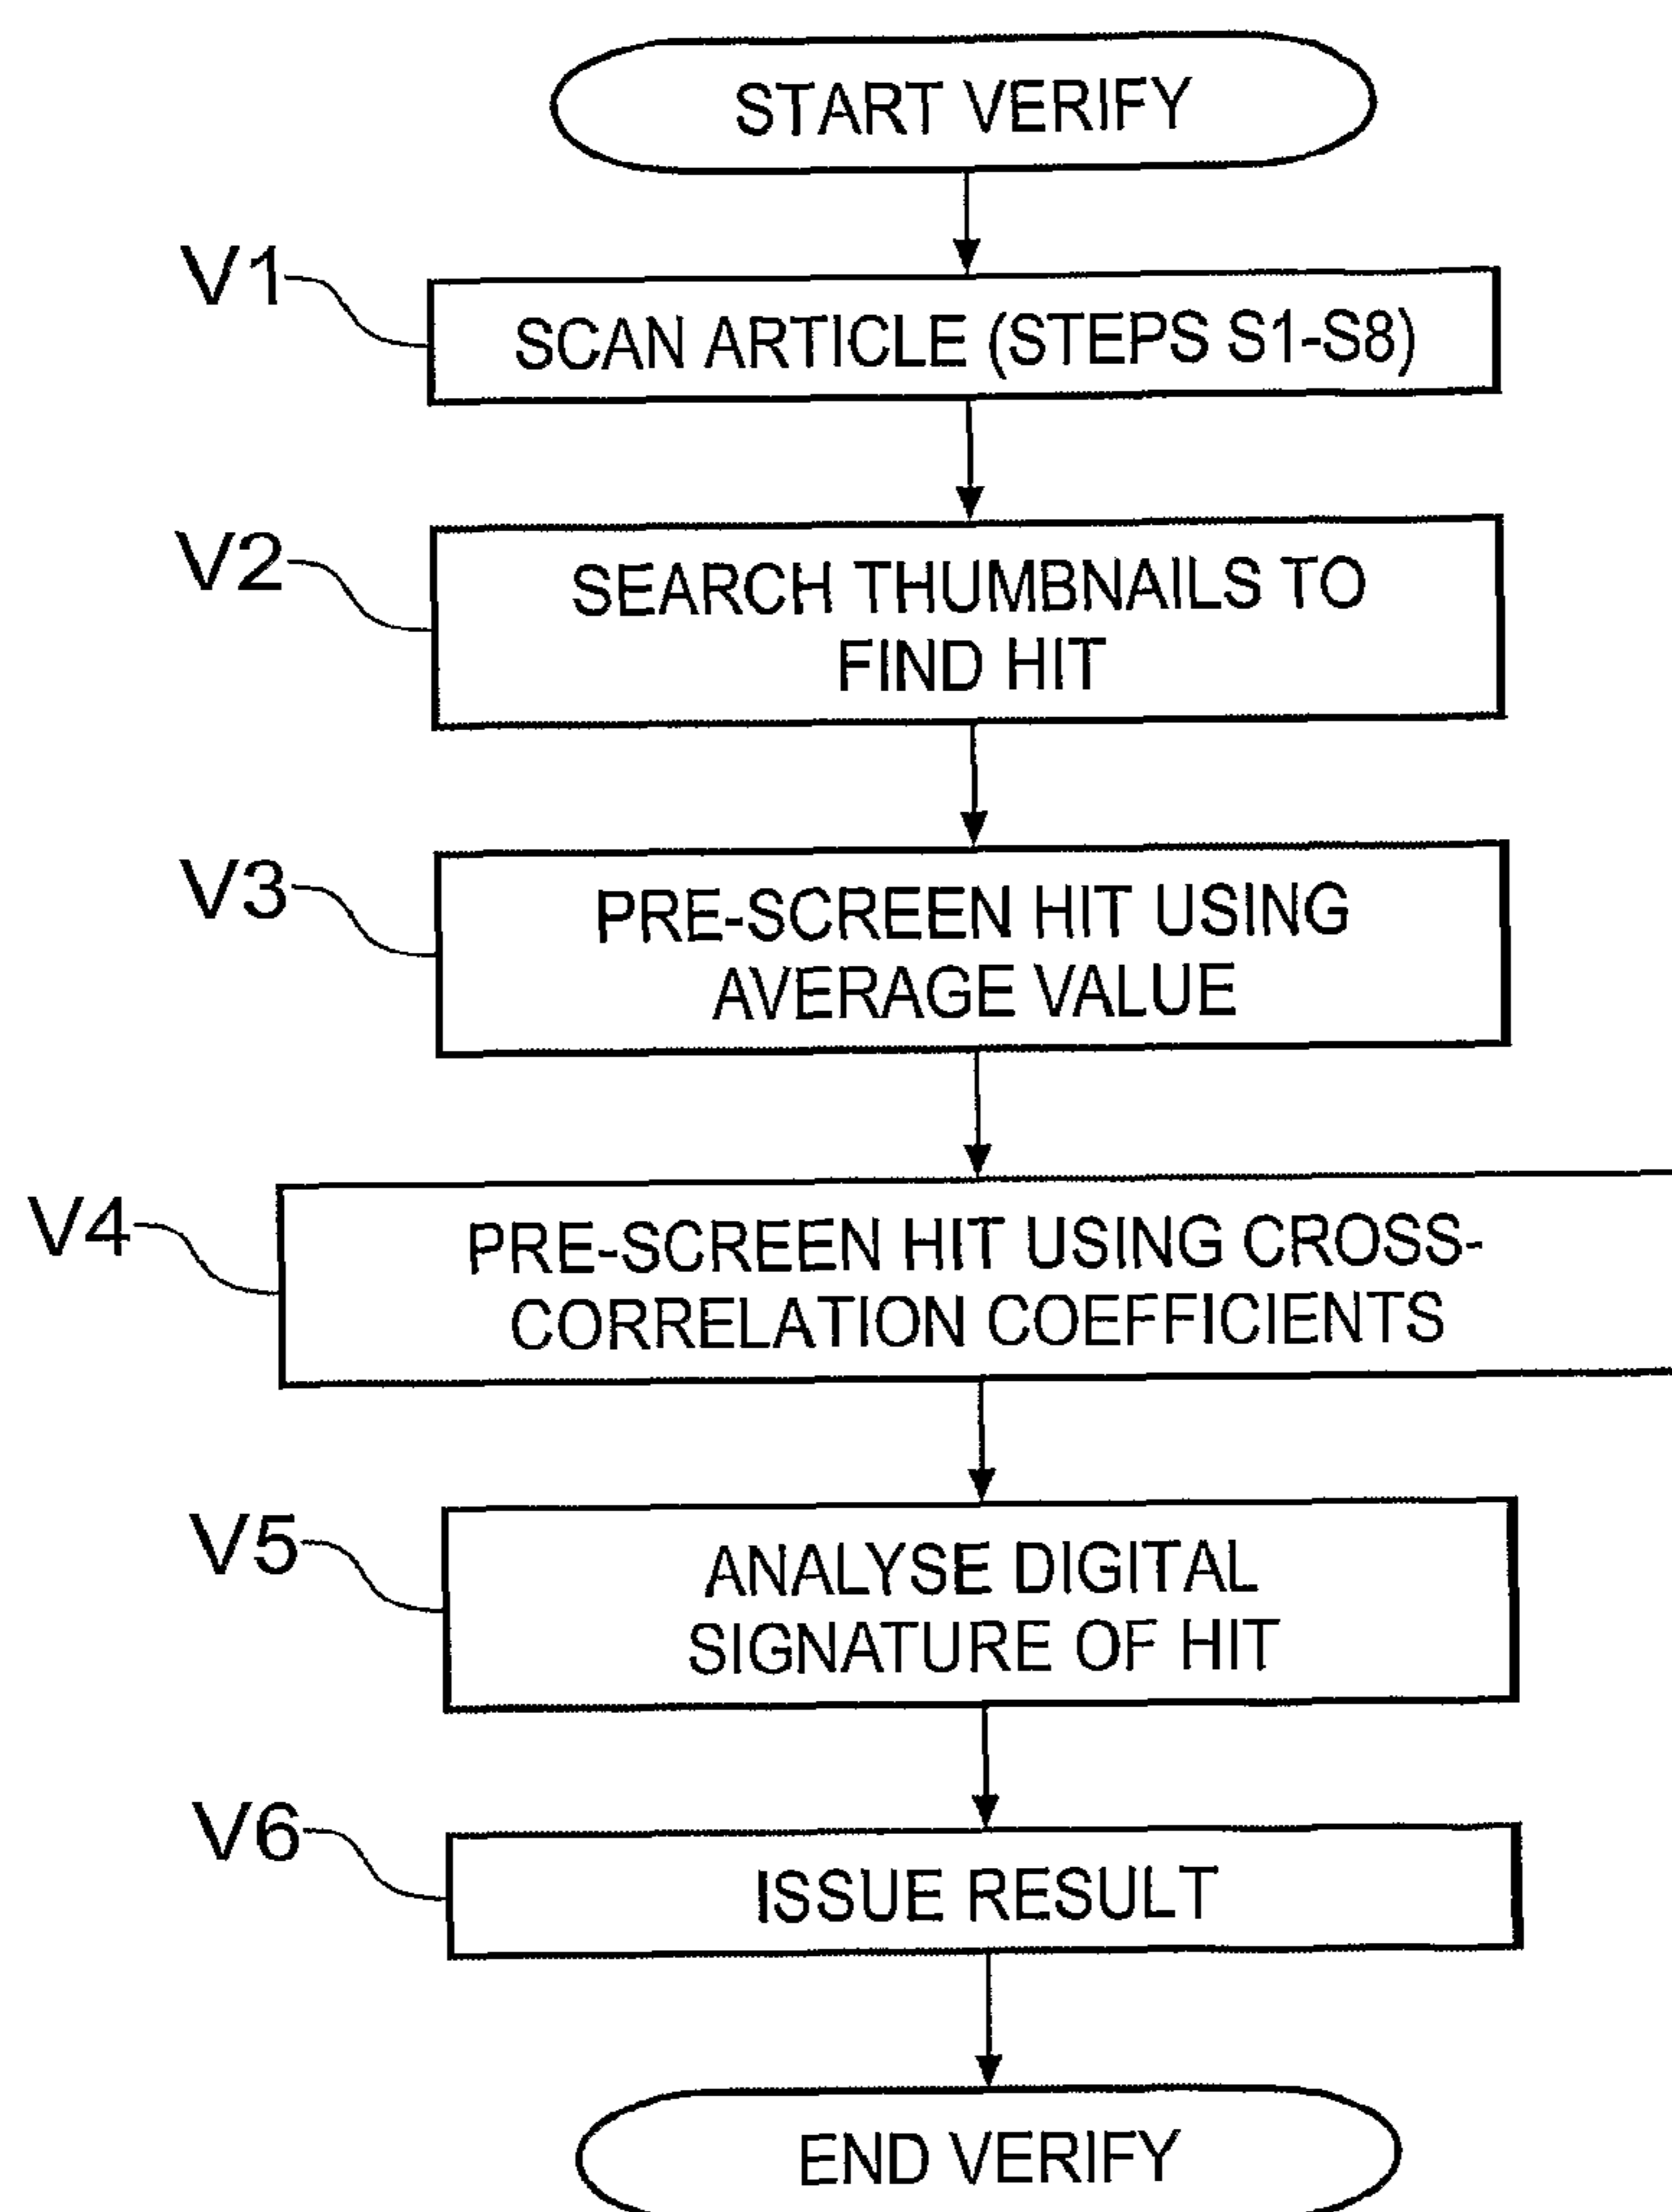 START VERIFY
V1
SCAN ARTICLE (STEPS S1-S8)
V2
SEARCH THUMBNAILS TO
FIND HIT
V3
PRE-SCREEN HIT USING
AVERAGE VALUE
V4
PRE-SCREEN HIT USING CROSS-
CORRELATION COEFFICIENTS
V5
ANALYSE DIGITAL
SIGNATURE OF HIT
V6
ISSUE RESULT
END VERIFY